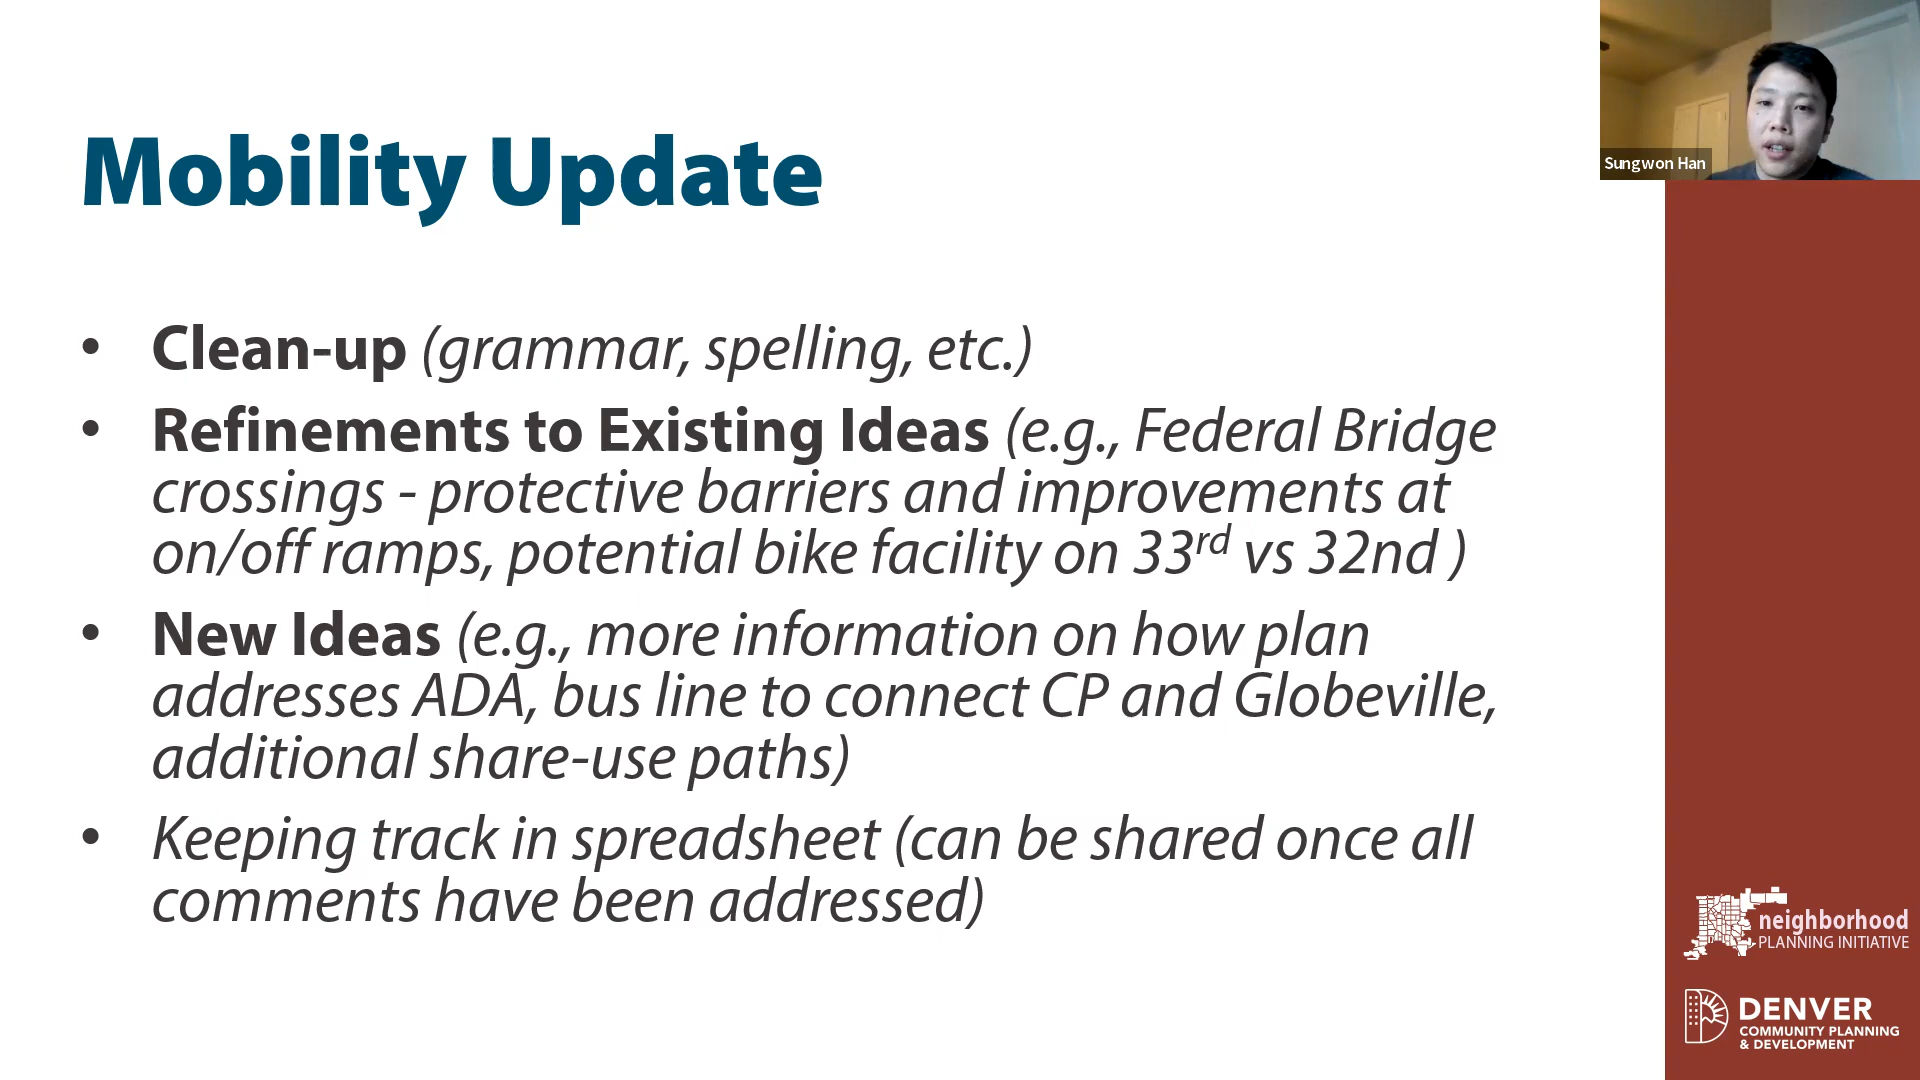 Mobility Update
• Clean-up (grammar, spelling, etc.)
• Refinements to Existing Ideas (e.g., Federal Bridge
crossings - protective barriers and improvements at
on/off ramps, potential bike facility on 33rd vs 32nd )
• New Ideas (e.g., more information on how plan
addresses ADA, bus line to connect CP and Globeville,
additional share-use paths)
• Keeping track in spreadsheet (can be shared once all
comments have been addressed)
Sungwon Han
neighborhood
PLANNING INITIATIVE
DENVER
COMMUNITY PLANNING
& DEVELOPMENT